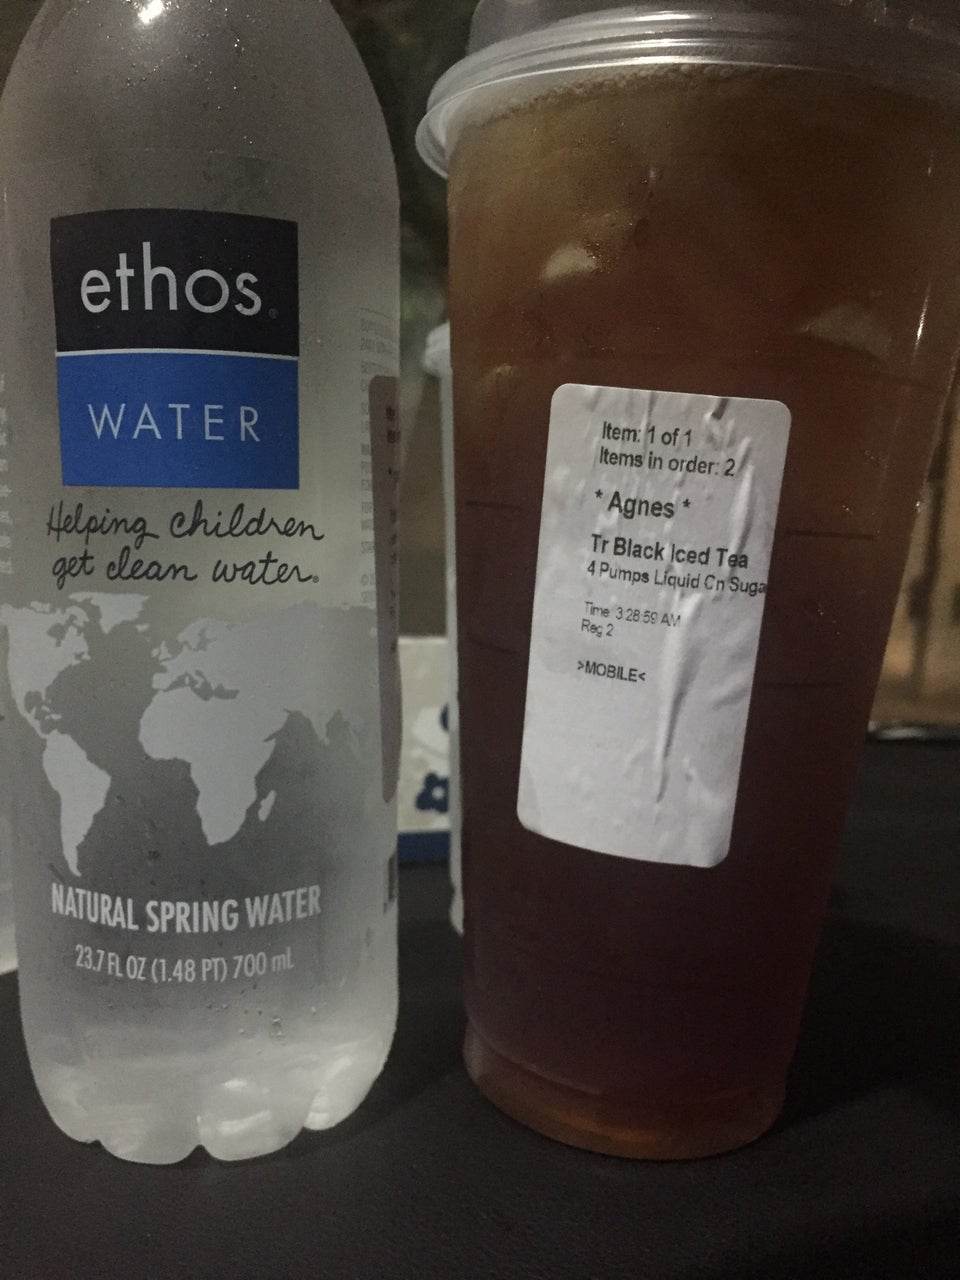 ethos®
WATER
Helping children
get clean water.
NATURAL SPRING WATER
23.7 FL OZ (1.48 PT) 700 mL
Item: 1 of 1
Items in order: 2
* Agnes *
Tr Black Iced Tea
4 Pumps Liquid Cn Suga
Time: 3:28:59 AM
Reg 2
>MOBILE<